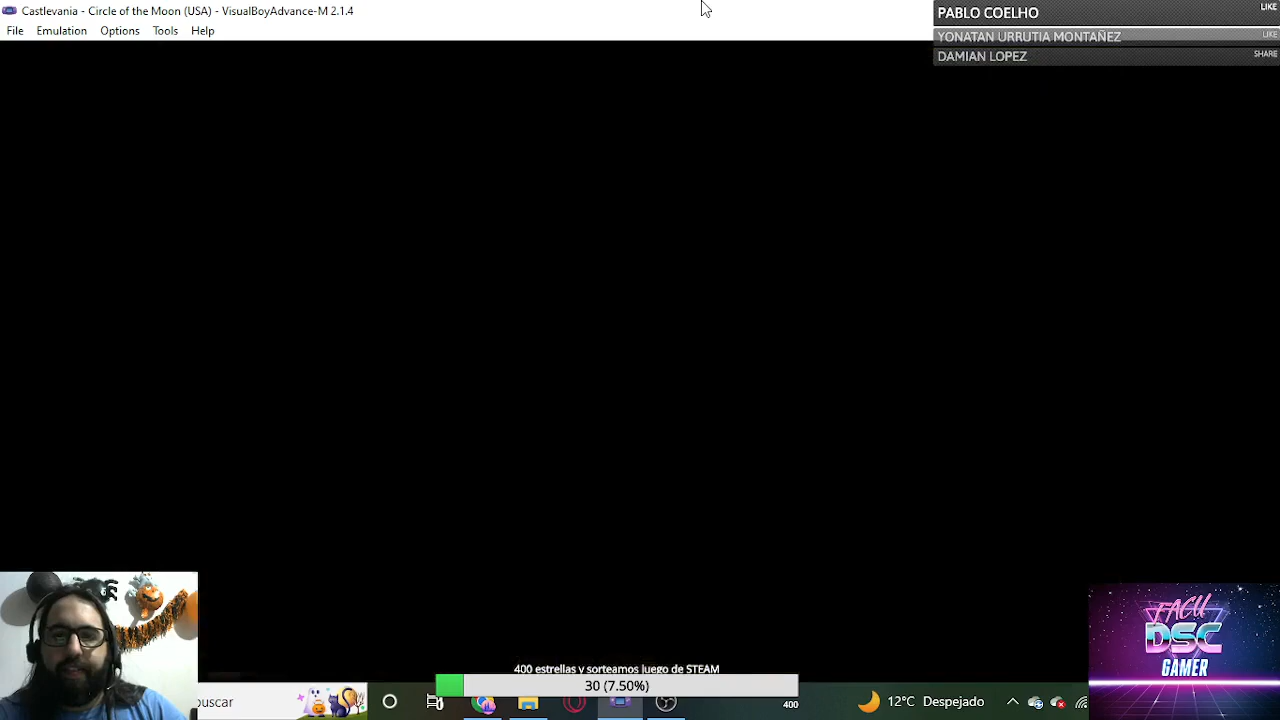 Castlevania - Circle of the Moon (USA) - VisualBoyAdvance-M 2.1.4
File Emulation Options Tools Help
PABLO COELHO LIKE
YONATAN URRUTIA MONTAÑEZ LIKE
DAMIAN LOPEZ SHARE
400 estrellas y sorteamos juego de STEAM
30 (7.50%)
400
buscar
12°C Despejado
FACU
DSC
GAMER